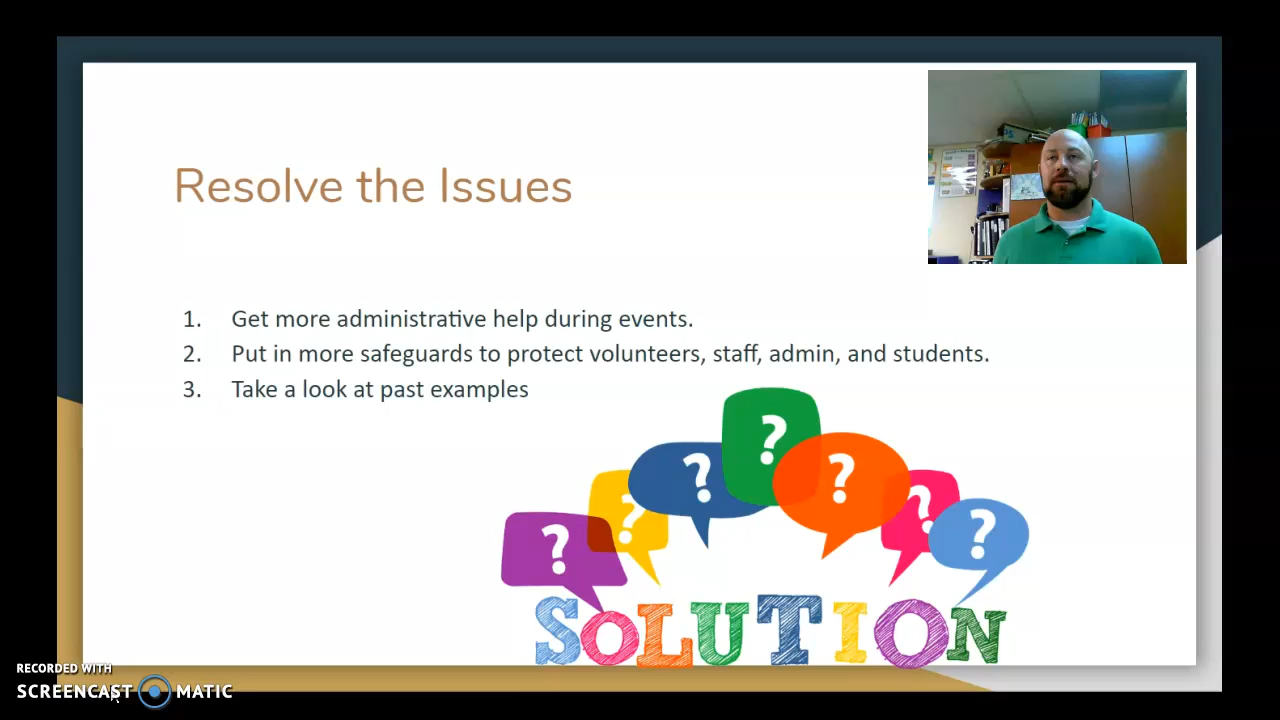 Resolve the Issues
1. Get more administrative help during events.
2. Put in more safeguards to protect volunteers, staff, admin, and students.
3. Take a look at past examples
? ? ? ? ? ? ?
SOLUTION
RECORDED WITH
SCREENCAST MATIC